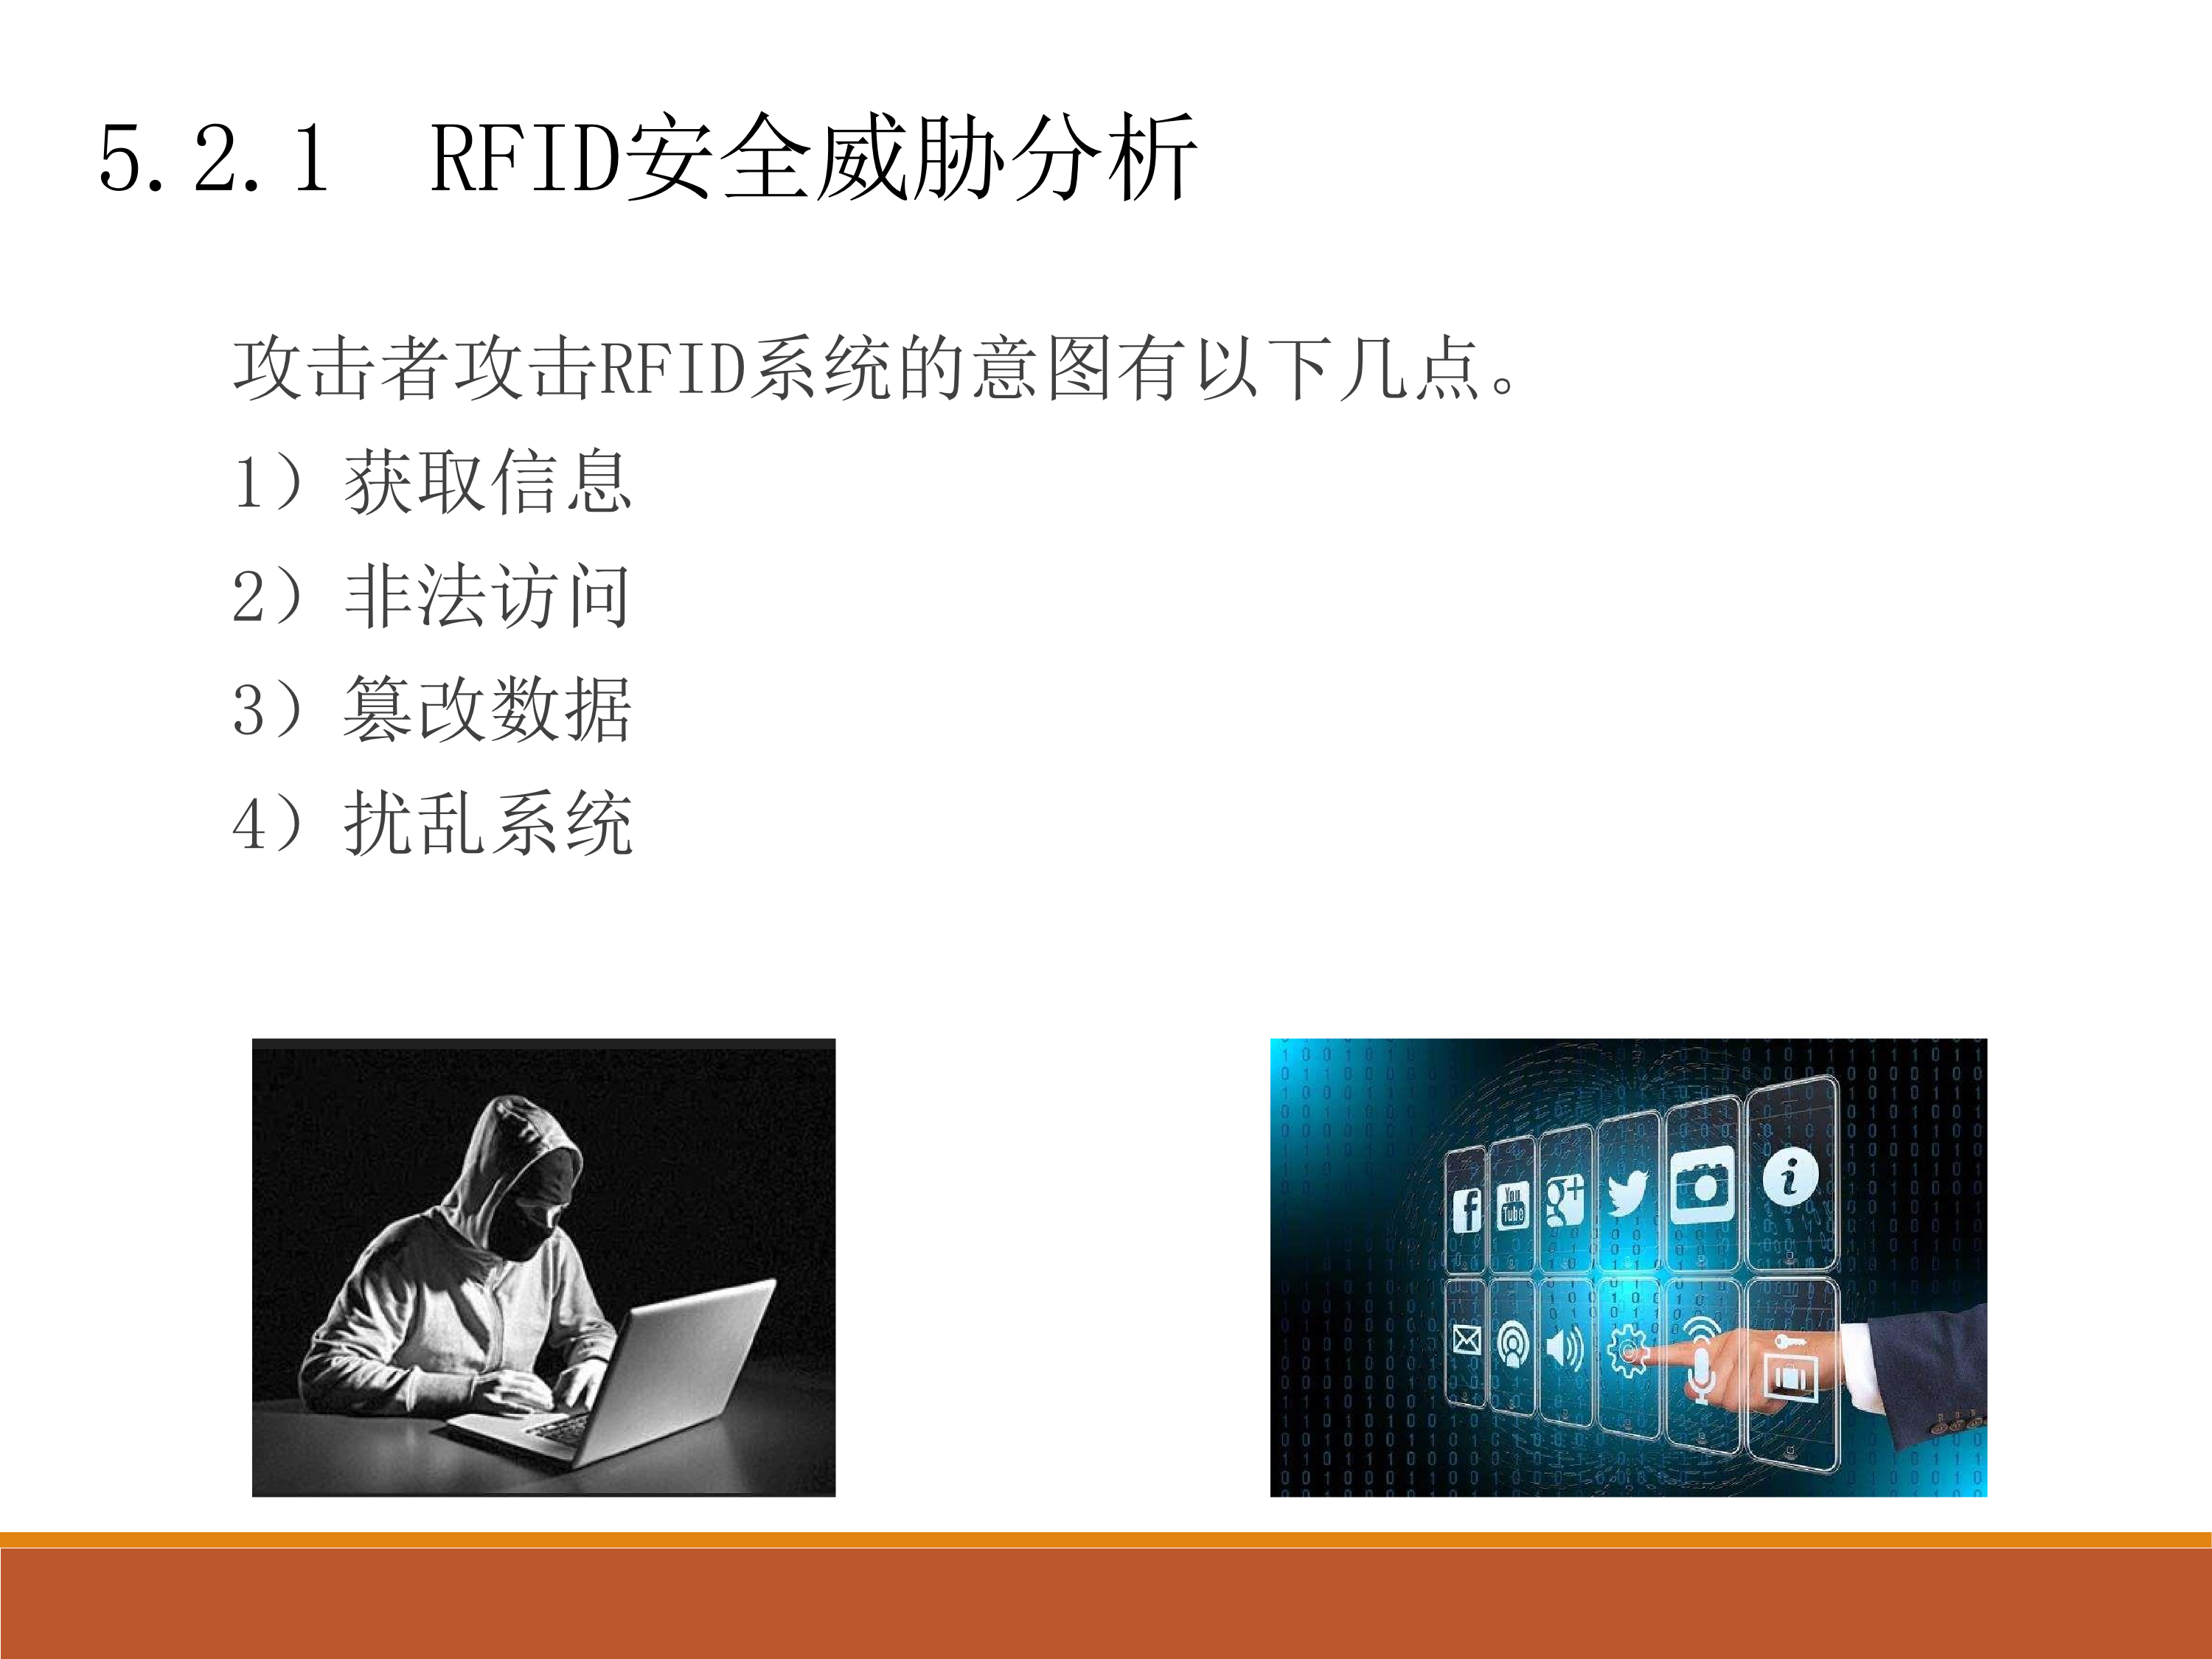 5.2.1 RFID安全威胁分析
攻击者攻击RFID系统的意图有以下几点。
1）获取信息
2）非法访问
3）篡改数据
4）扰乱系统
You
Tube